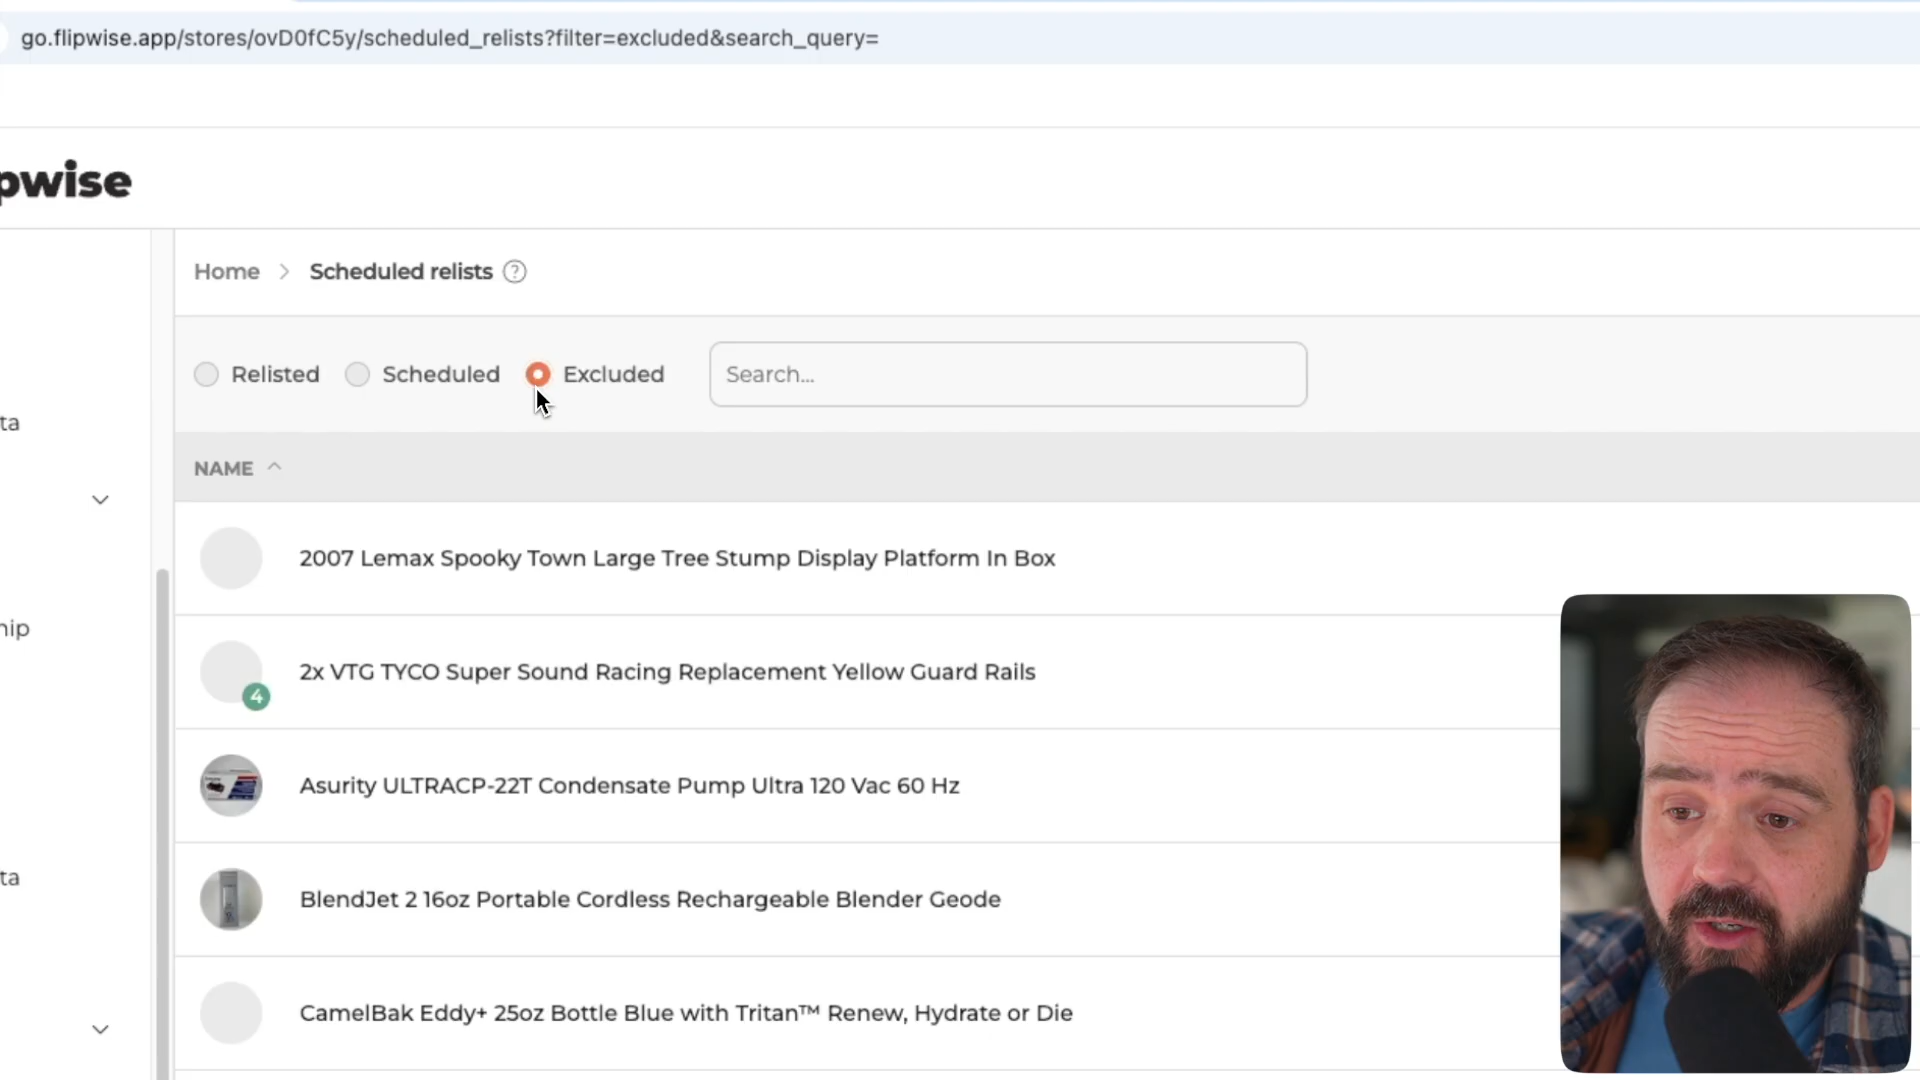 go.flipwise.app/stores/ovD0fC5y/scheduled_relists?filter=excluded&search_query=
pwise
Home > Scheduled relists ?
Relisted Scheduled Excluded Search...
ta
NAME
2007 Lemax Spooky Town Large Tree Stump Display Platform In Box
hip
2x VTG TYCO Super Sound Racing Replacement Yellow Guard Rails
4
Asurity ULTRACP-22T Condensate Pump Ultra 120 Vac 60 Hz
ta
BlendJet 2 16oz Portable Cordless Rechargeable Blender Geode
CamelBak Eddy+ 25oz Bottle Blue with Tritan™ Renew, Hydrate or Die